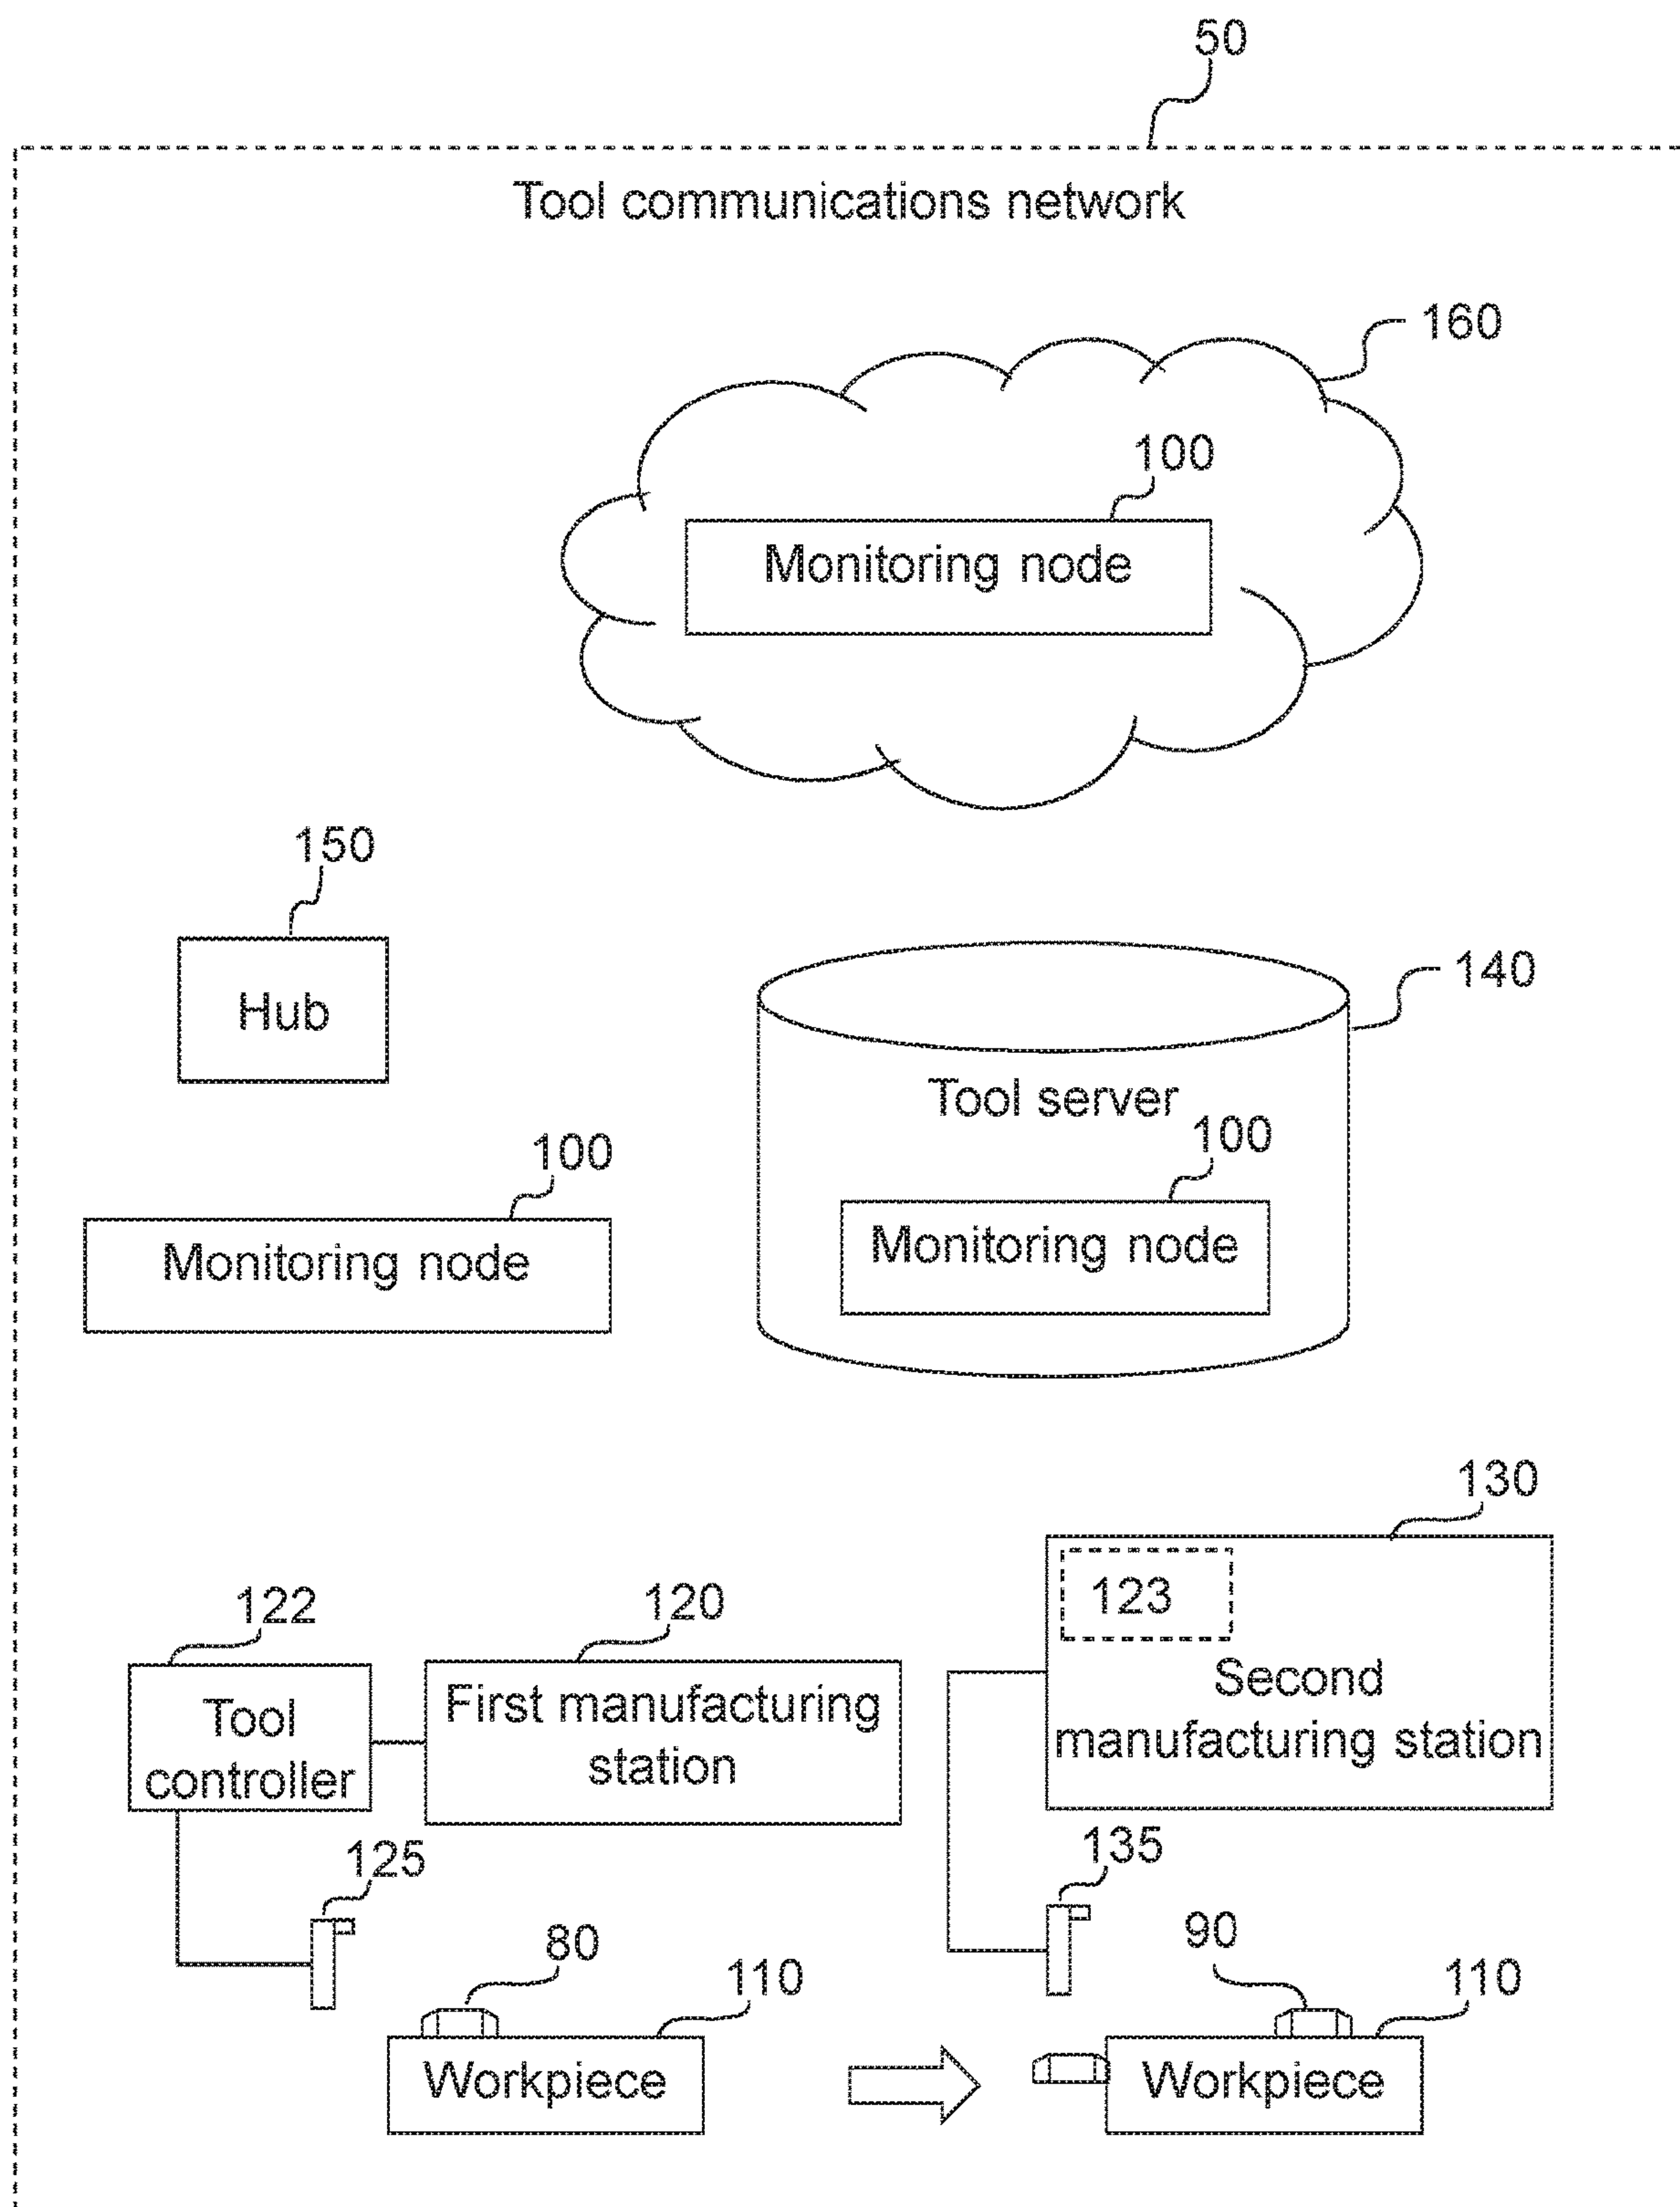 50
Tool communications network
160
100
Monitoring node
150
Hub
140
Tool server
100
Monitoring node
100
Monitoring node
130
123
Second
manufacturing station
122
Tool
controller
120
First manufacturing
station
125
135
80
110
Workpiece
90
110
Workpiece